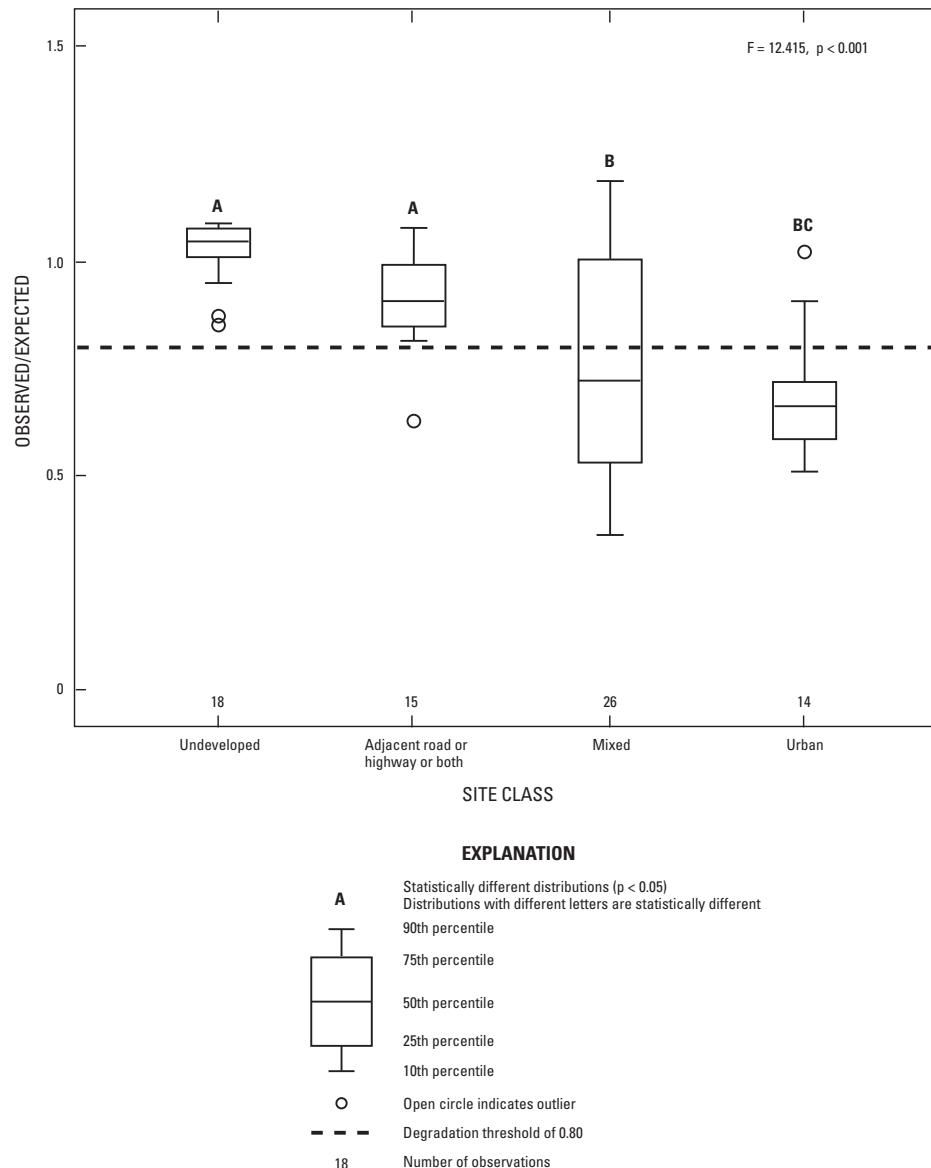 1.5
F = 12.415, p < 0.001
B
A
A
BC
1.0
OBSERVED/EXPECTED
0.5
0
18
15
26
14
Undeveloped
Adjacent road or
highway or both
Mixed
Urban
SITE CLASS
EXPLANATION
A
Statistically different distributions (p < 0.05)
Distributions with different letters are statistically different
90th percentile
75th percentile
50th percentile
25th percentile
10th percentile
Open circle indicates outlier
Degradation threshold of 0.80
18
Number of observations